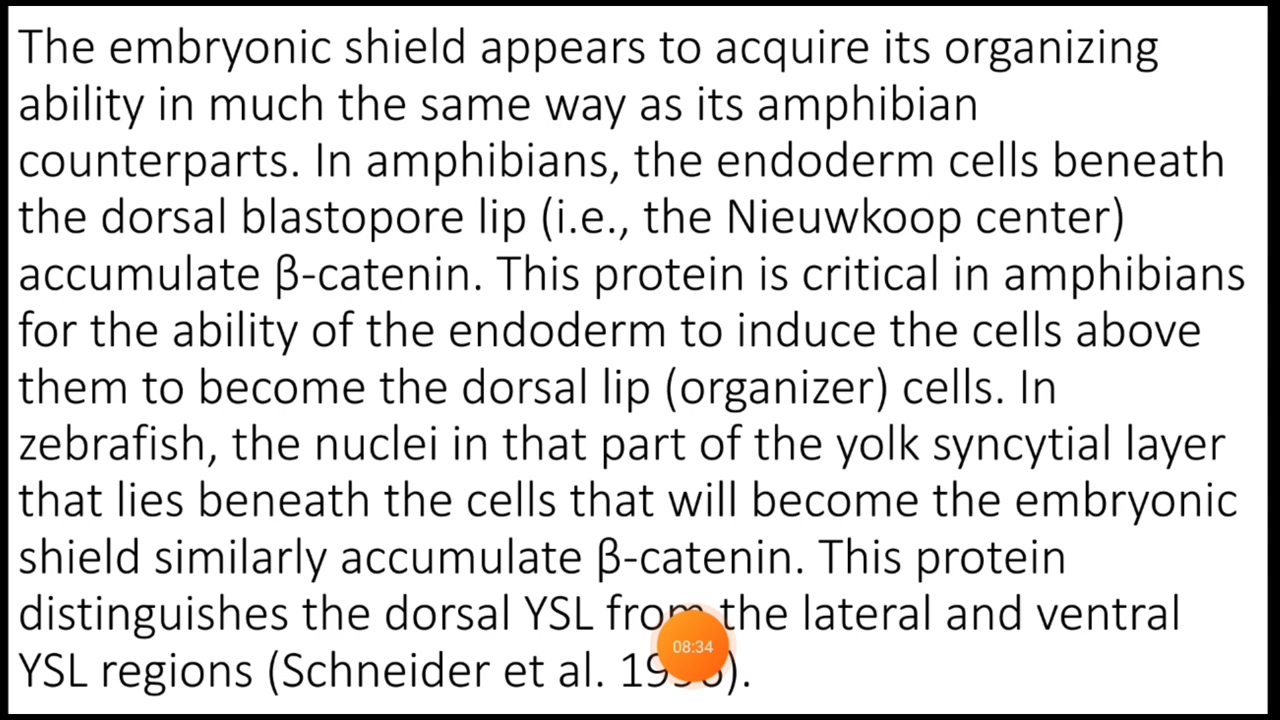 The embryonic shield appears to acquire its organizing
ability in much the same way as its amphibian
counterparts. In amphibians, the endoderm cells beneath
the dorsal blastopore lip (i.e., the Nieuwkoop center)
accumulate β-catenin. This protein is critical in amphibians
for the ability of the endoderm to induce the cells above
them to become the dorsal lip (organizer) cells. In
zebrafish, the nuclei in that part of the yolk syncytial layer
that lies beneath the cells that will become the embryonic
shield similarly accumulate β-catenin. This protein
distinguishes the dorsal YSL from the lateral and ventral
YSL regions (Schneider et al.
08:34